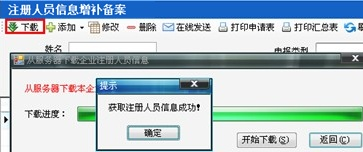 注册人员信息增补备案
下载 添加 修改 删除 在线发送 打印申请表 打印汇总表 取
姓名 申报类型
从服务器下载企业注册人员信息
从服务器下载本企
提示
获取注册人员信息成功!
确定
下载进度:
开始下载(S) 返回(C)